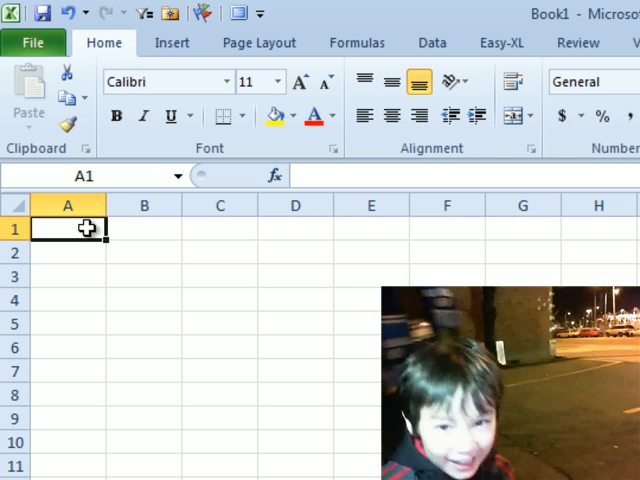 Book1 - Microso
File Home Insert Page Layout Formulas Data Easy-XL Review V
Calibri 11 A A General
Paste B I U A $ % ,
Clipboard Font Alignment Number
A1 fx
A B C D E F G H
1
2
3
4
5
6
7
8
9
10
11